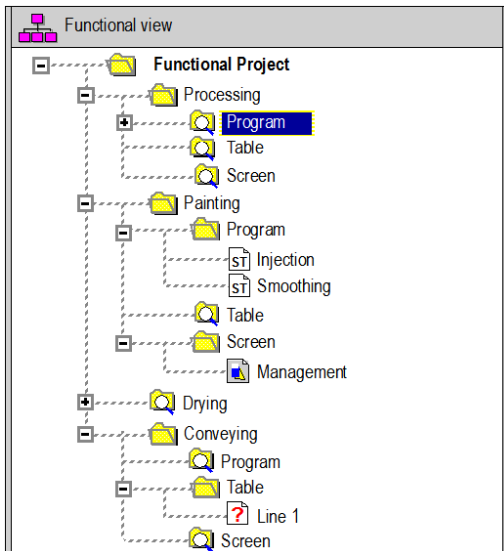 Functional view
Functional Project
Processing
Program
Table
Screen
Painting
Program
ST Injection
ST Smoothing
Table
Screen
Management
Drying
Conveying
Program
Table
? Line 1
Screen